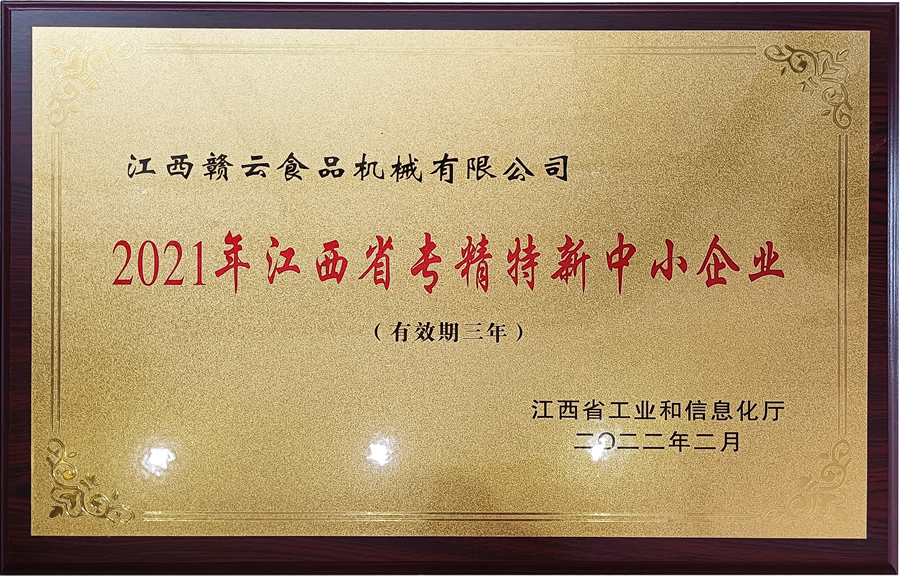 江西赣云食品机械有限公司
2021年江西省专精特新中小企业
（有效期三年）
江西省工业和信息化厅
二〇二二年二月